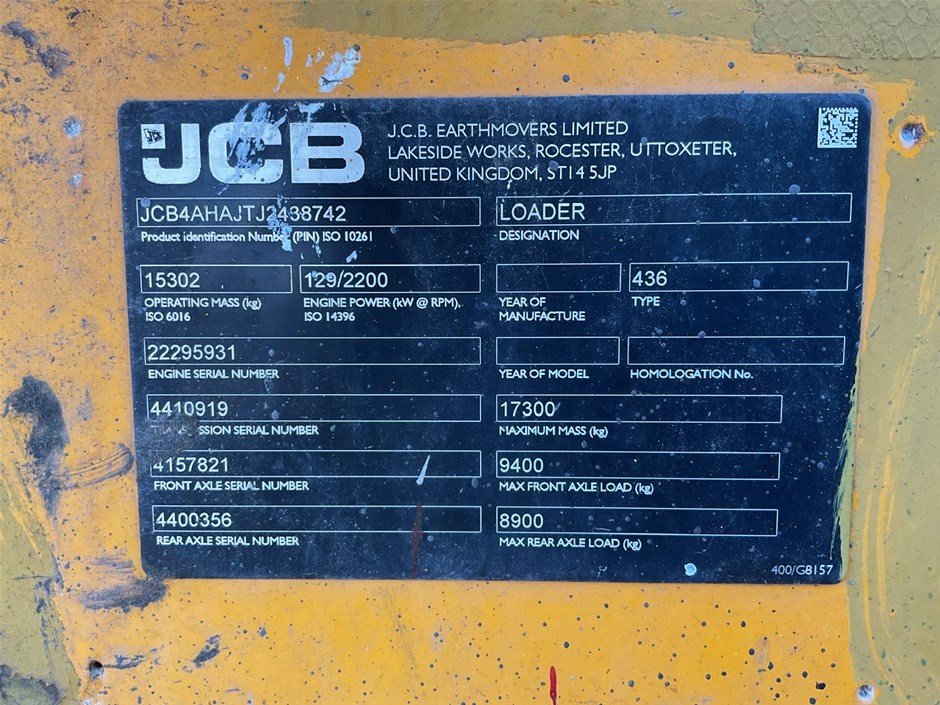 JCB
J.C.B. EARTHMOVERS LIMITED
LAKESIDE WORKS, ROCESTER, UTTOXETER,
UNITED KINGDOM, ST14 5JP
JCB4AHAJTJ2438742
Product identification Number (PIN) ISO 10261
LOADER
DESIGNATION
15302
OPERATING MASS (kg)
ISO 6016
129/2200
ENGINE POWER (kW @ RPM),
ISO 14396
YEAR OF
MANUFACTURE
436
TYPE
22295931
ENGINE SERIAL NUMBER
YEAR OF MODEL
HOMOLOGATION No.
4410919
TRANSMISSION SERIAL NUMBER
17300
MAXIMUM MASS (kg)
4157821
FRONT AXLE SERIAL NUMBER
9400
MAX FRONT AXLE LOAD (kg)
4400356
REAR AXLE SERIAL NUMBER
8900
MAX REAR AXLE LOAD (kg)
400/G8157